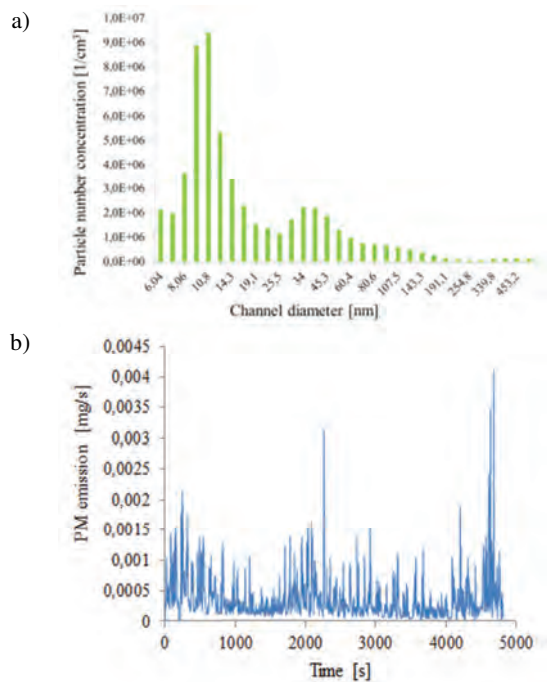 a)
Particle number concentration [1/cm³]
1,0E+07
9,0E+06
8,0E+06
7,0E+06
6,0E+06
5,0E+06
4,0E+06
3,0E+06
2,0E+06
1,0E+06
0,0E+00
6,04 8,06 10,8 14,3 19,1 25,5 34 45,3 60,4 80,6 107,5 143,3 191,1 254,8 339,8 453,2
Channel diameter [nm]
b)
PM emission [mg/s]
0,0045
0,004
0,0035
0,003
0,0025
0,002
0,0015
0,001
0,0005
0
0 1000 2000 3000 4000 5000
Time [s]